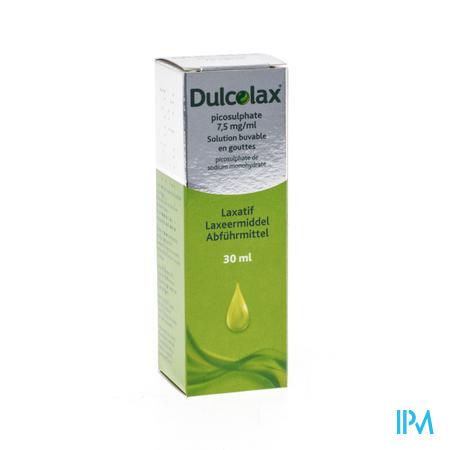 Dulcolax®
picosulphate
7,5 mg/ml
Solution buvable
en gouttes
picosulphate de
sodium monohydraté
Laxatif
Laxeermiddel
Abführmittel
30 ml
IPM